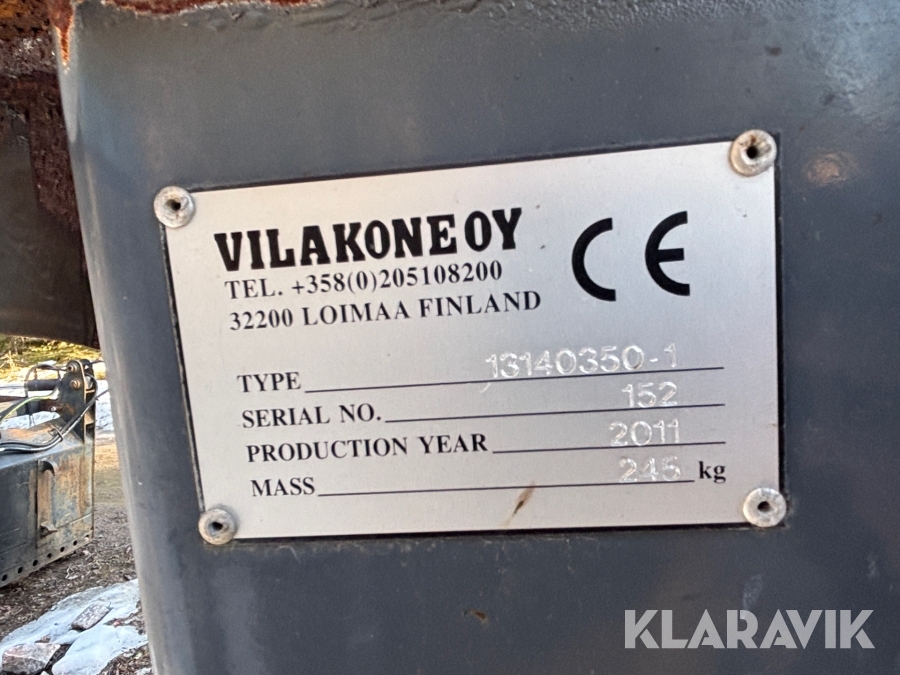 VILAKONE OY
TEL. +358(0)205108200
32200 LOIMAA FINLAND
CE
TYPE 13140350-1
SERIAL NO. 152
PRODUCTION YEAR 2011
MASS 245 kg
KLARAVIK